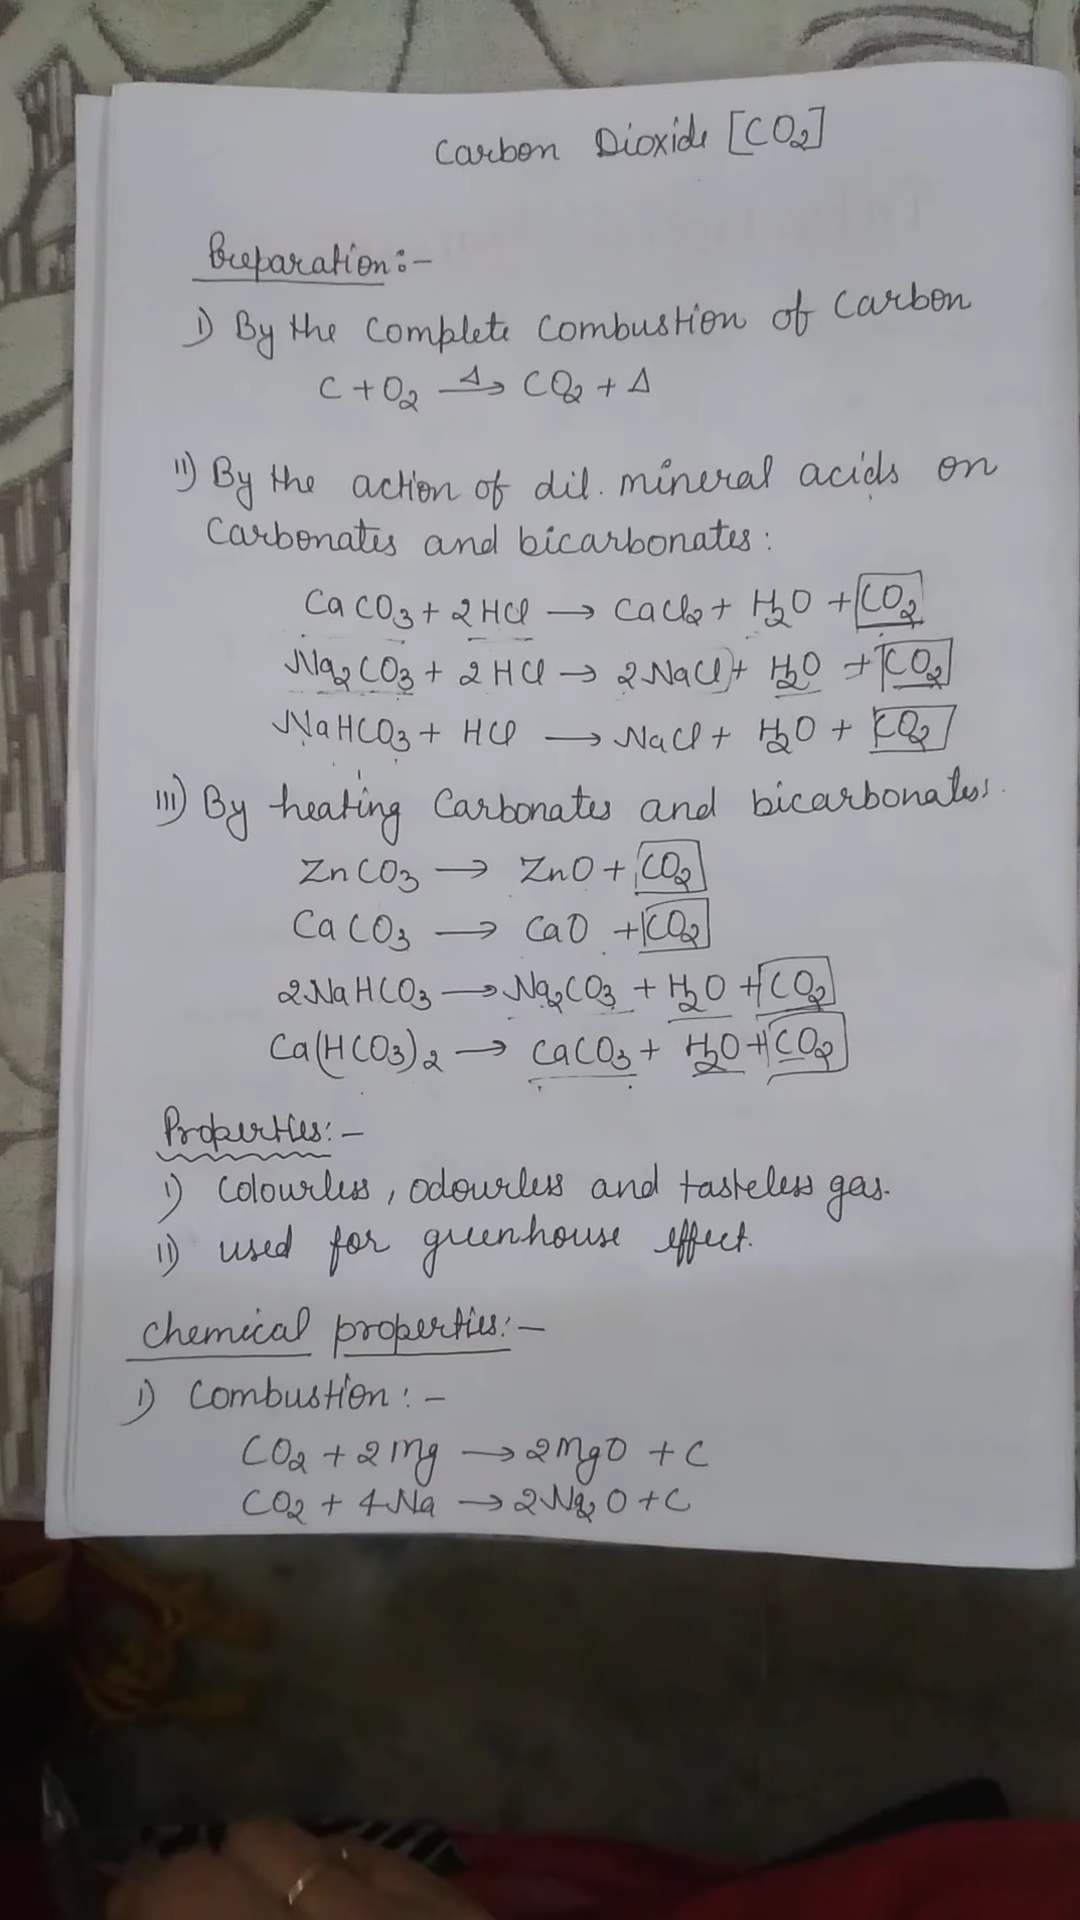 Carbon Dioxide [CO2]
Preparation:-
i) By the complete combustion of carbon
C + O2 —Δ→ CO2 + Δ
ii) By the action of dil. mineral acids on
Carbonates and bicarbonates:
CaCO3 + 2HCl → CaCl2 + H2O + CO2
Na2CO3 + 2HCl → 2NaCl + H2O + CO2
NaHCO3 + HCl → NaCl + H2O + CO2
iii) By heating Carbonates and bicarbonates:
ZnCO3 → ZnO + CO2
CaCO3 → CaO + CO2
2NaHCO3 → Na2CO3 + H2O + CO2
Ca(HCO3)2 → CaCO3 + H2O + CO2
Properties:-
i) Colourless, odourless and tasteless gas.
ii) used for greenhouse effect.
Chemical properties:-
i) Combustion:-
CO2 + 2Mg → 2MgO + C
CO2 + 4Na → 2Na2O + C